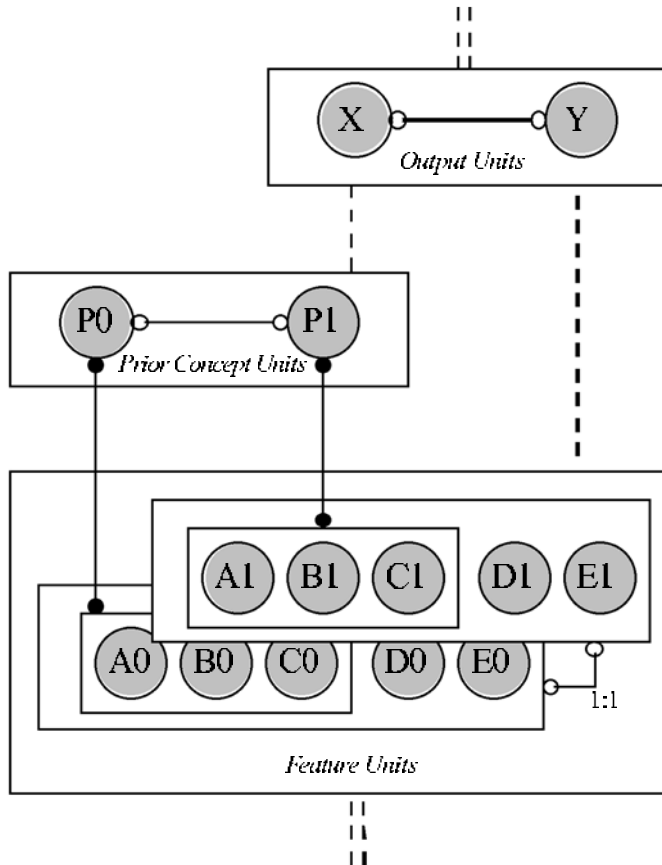 X Y
Output Units
P0 P1
Prior Concept Units
A1 B1 C1 D1 E1
A0 B0 C0 D0 E0
1:1
Feature Units